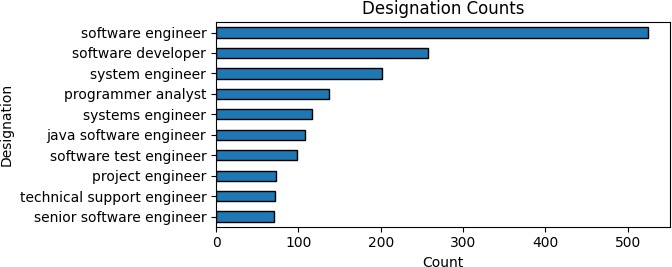 Designation Counts
software engineer
software developer
system engineer
programmer analyst
systems engineer
java software engineer
software test engineer
project engineer
technical support engineer
senior software engineer
Designation
0 100 200 300 400 500
Count